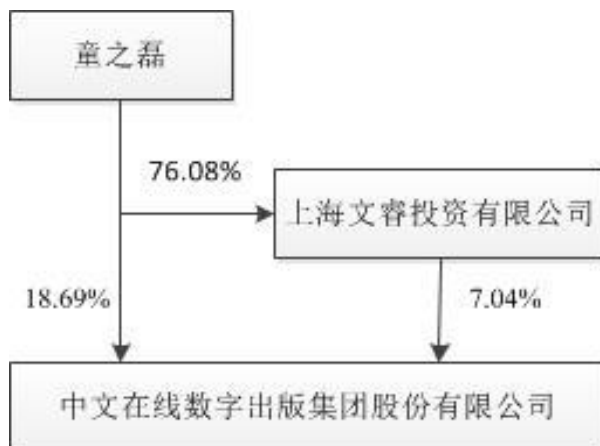 童之磊
76.08%
上海文睿投资有限公司
18.69%
7.04%
中文在线数字出版集团股份有限公司